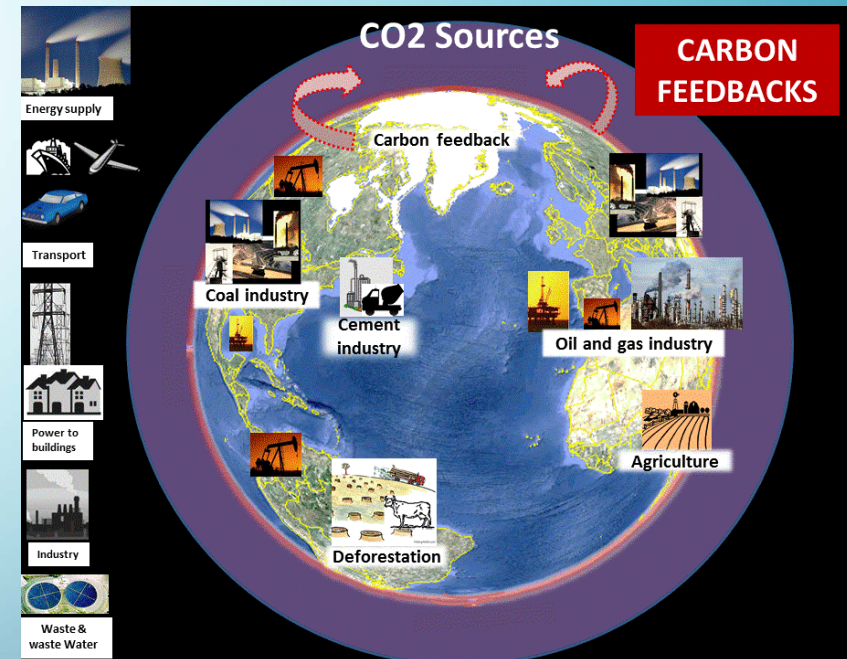 CO2 Sources
CARBON
FEEDBACKS
Energy supply
Carbon feedback
Transport
Coal industry
Cement
industry
Oil and gas industry
Power to
buildings
Agriculture
Deforestation
Industry
Waste &
waste Water